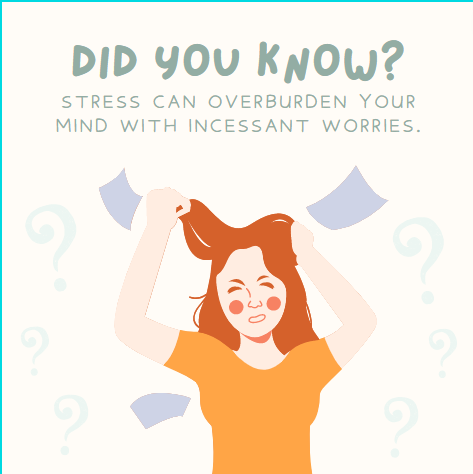 DID YOU KNOW?
STRESS CAN OVERBURDEN YOUR
MIND WITH INCESSANT WORRIES.